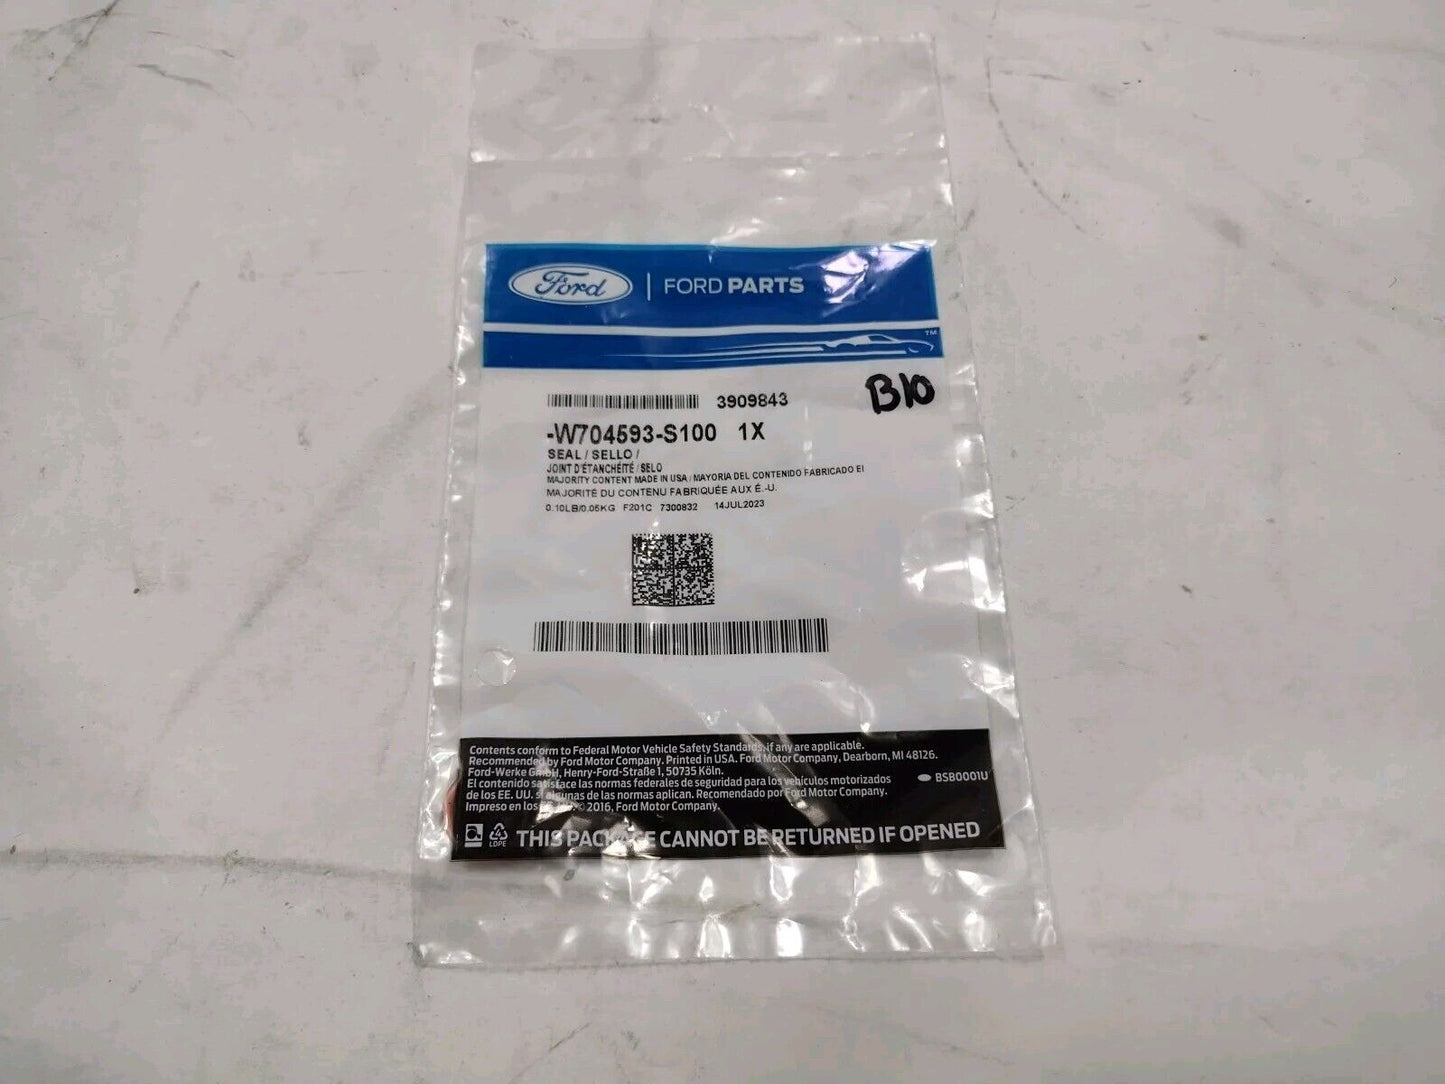 Ford | FORD PARTS
TM
3909843
B10
-W704593-S100 1X
SEAL / SELLO /
JOINT D'ÉTANCHÉITÉ / SELO
MAJORITY CONTENT MADE IN USA / MAYORIA DEL CONTENIDO FABRICADO EI
MAJORITÉ DU CONTENU FABRIQUÉE AUX É.-U.
0.10LB/0.05KG F201C 7300832 14JUL2023
Contents conform to Federal Motor Vehicle Safety Standards, if any are applicable.
Recommended by Ford Motor Company. Printed in USA. Ford Motor Company, Dearborn, MI 48126.
Ford-Werke GmbH, Henry-Ford-Straße 1, 50735 Köln.
El contenido satisface las normas federales de seguridad para los vehículos motorizados
de los EE. UU. si algunas de las normas aplican. Recomendado por Ford Motor Company.
Impreso en los © 2016, Ford Motor Company.
BSB0001U
4
LDPE
THIS PACKAGE CANNOT BE RETURNED IF OPENED